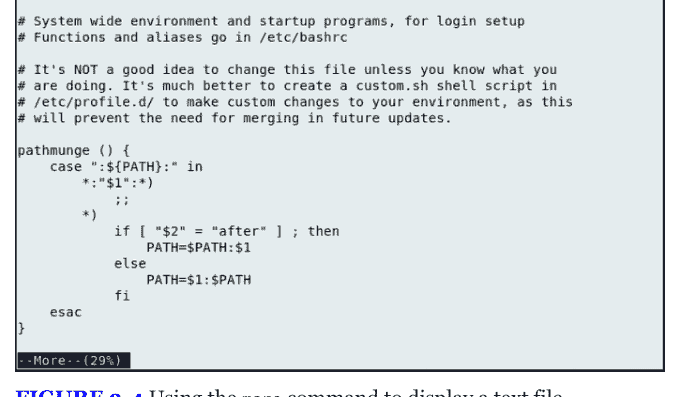 # System wide environment and startup programs, for login setup
# Functions and aliases go in /etc/bashrc
# It's NOT a good idea to change this file unless you know what you
# are doing. It's much better to create a custom.sh shell script in
# /etc/profile.d/ to make custom changes to your environment, as this
# will prevent the need for merging in future updates.
pathmunge () {
    case ":${PATH}:" in
        *:"$1":*)
            ;;
        *)
            if [ "$2" = "after" ] ; then
                PATH=$PATH:$1
            else
                PATH=$1:$PATH
            fi
    esac
}
--More--(29%)
FIGURE Using the command to display a text file